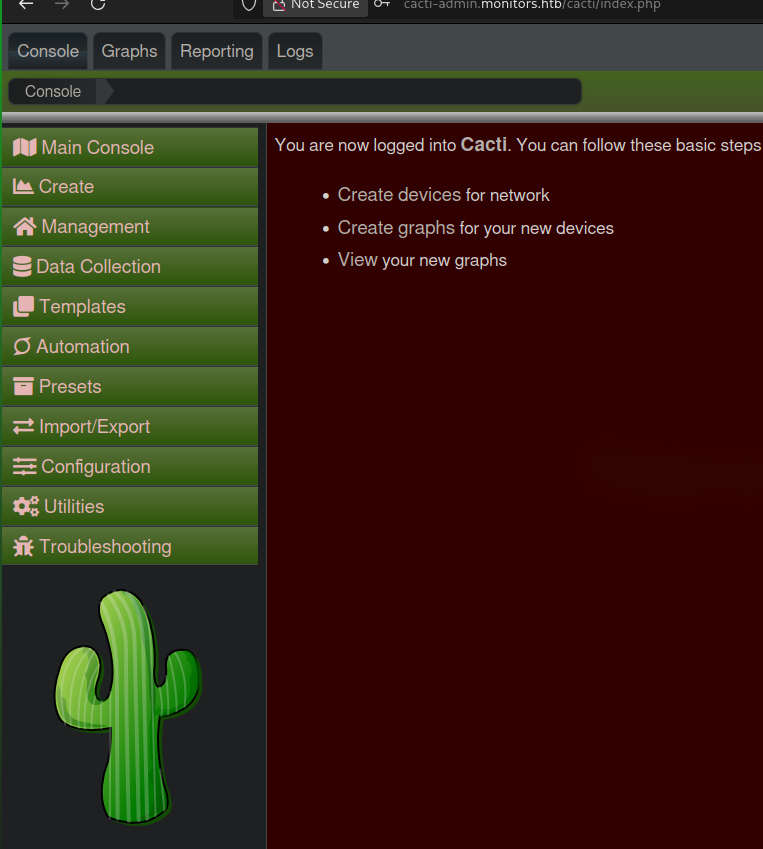 Not Secure cacti-admin.monitors.htb/cacti/index.php
Console Graphs Reporting Logs
Console
Main Console
Create
Management
Data Collection
Templates
Automation
Presets
Import/Export
Configuration
Utilities
Troubleshooting
You are now logged into Cacti. You can follow these basic steps
• Create devices for network
• Create graphs for your new devices
• View your new graphs